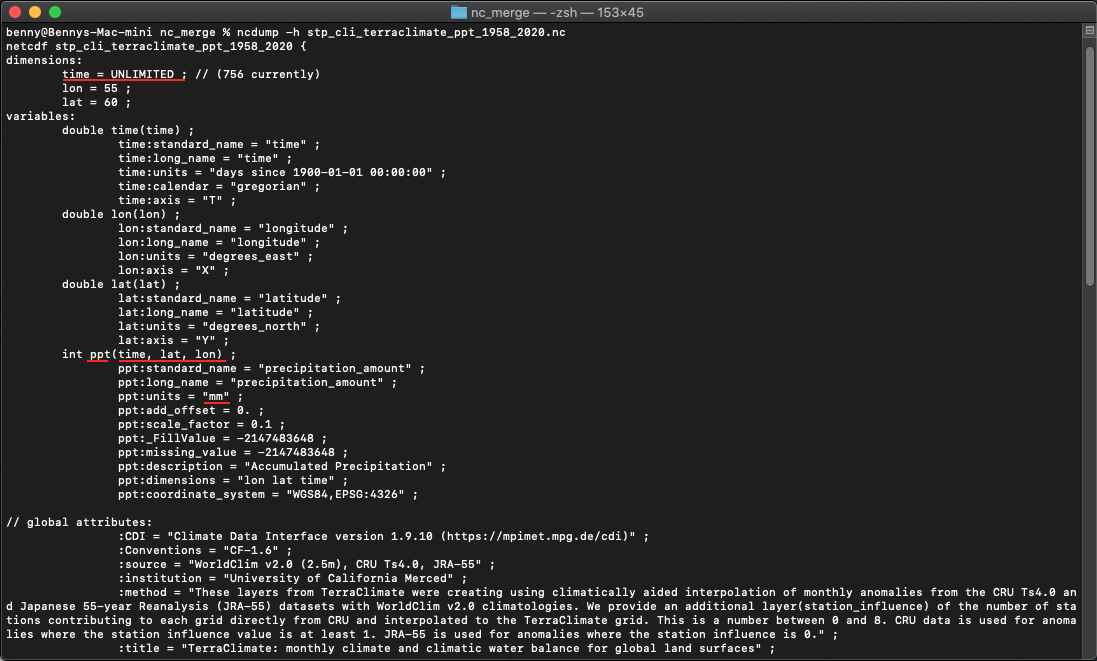 nc_merge — -zsh — 153×45
benny@Bennys-Mac-mini nc_merge % ncdump -h stp_cli_terraclimate_ppt_1958_2020.nc
netcdf stp_cli_terraclimate_ppt_1958_2020 {
dimensions:
time = UNLIMITED ; // (756 currently)
lon = 55 ;
lat = 60 ;
variables:
double time(time) ;
time:standard_name = "time" ;
time:long_name = "time" ;
time:units = "days since 1900-01-01 00:00:00" ;
time:calendar = "gregorian" ;
time:axis = "T" ;
double lon(lon) ;
lon:standard_name = "longitude" ;
lon:long_name = "longitude" ;
lon:units = "degrees_east" ;
lon:axis = "X" ;
double lat(lat) ;
lat:standard_name = "latitude" ;
lat:long_name = "latitude" ;
lat:units = "degrees_north" ;
lat:axis = "Y" ;
int ppt(time, lat, lon) ;
ppt:standard_name = "precipitation_amount" ;
ppt:long_name = "precipitation_amount" ;
ppt:units = "mm" ;
ppt:add_offset = 0. ;
ppt:scale_factor = 0.1 ;
ppt:_FillValue = -2147483648 ;
ppt:missing_value = -2147483648 ;
ppt:description = "Accumulated Precipitation" ;
ppt:dimensions = "lon lat time" ;
ppt:coordinate_system = "WGS84,EPSG:4326" ;
// global attributes:
:CDI = "Climate Data Interface version 1.9.10 (https://mpimet.mpg.de/cdi)" ;
:Conventions = "CF-1.6" ;
:source = "WorldClim v2.0 (2.5m), CRU Ts4.0, JRA-55" ;
:institution = "University of California Merced" ;
:method = "These layers from TerraClimate were creating using climatically aided interpolation of monthly anomalies from the CRU Ts4.0 an
d Japanese 55-year Reanalysis (JRA-55) datasets with WorldClim v2.0 climatologies. We provide an additional layer(station_influence) of the number of sta
tions contributing to each grid directly from CRU and interpolated to the TerraClimate grid. This is a number between 0 and 8. CRU data is used for anoma
lies where the station influence value is at least 1. JRA-55 is used for anomalies where the station influence is 0." ;
:title = "TerraClimate: monthly climate and climatic water balance for global land surfaces" ;